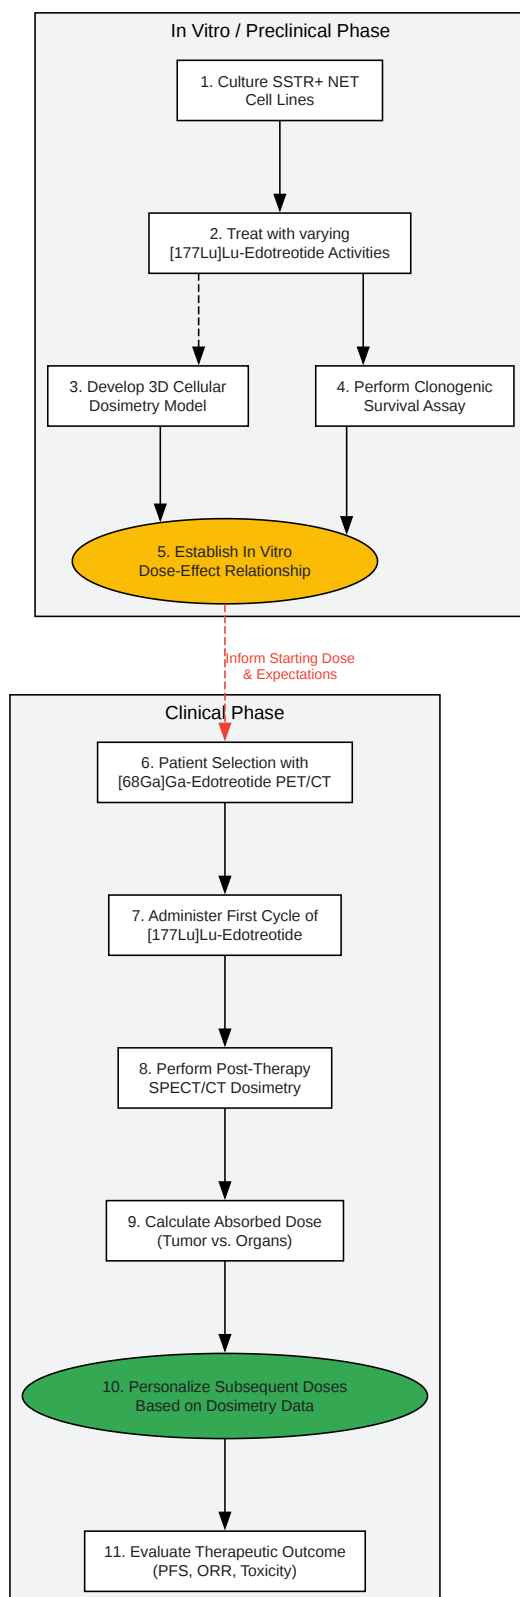 In Vitro / Preclinical Phase
1. Culture SSTR+ NET
Cell Lines
2. Treat with varying
[177Lu]Lu-Edotreotide Activities
3. Develop 3D Cellular
Dosimetry Model
4. Perform Clonogenic
Survival Assay
5. Establish In Vitro
Dose-Effect Relationship
Inform Starting Dose
& Expectations
Clinical Phase
6. Patient Selection with
[68Ga]Ga-Edotreotide PET/CT
7. Administer First Cycle of
[177Lu]Lu-Edotreotide
8. Perform Post-Therapy
SPECT/CT Dosimetry
9. Calculate Absorbed Dose
(Tumor vs. Organs)
10. Personalize Subsequent Doses
Based on Dosimetry Data
11. Evaluate Therapeutic Outcome
(PFS, ORR, Toxicity)